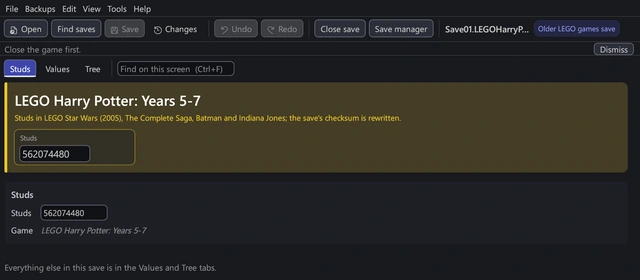 File Backups Edit View Tools Help
Open Find saves Save Changes Undo Redo Close save Save manager Save01.LEGOHarryP... Older LEGO games save
Close the game first. Dismiss
Studs Values Tree Find on this screen (Ctrl+F)
LEGO Harry Potter: Years 5-7
Studs in LEGO Star Wars (2005), The Complete Saga, Batman and Indiana Jones; the save's checksum is rewritten.
Studs
562074480
Studs
Studs 562074480
Game LEGO Harry Potter: Years 5-7
Everything else in this save is in the Values and Tree tabs.